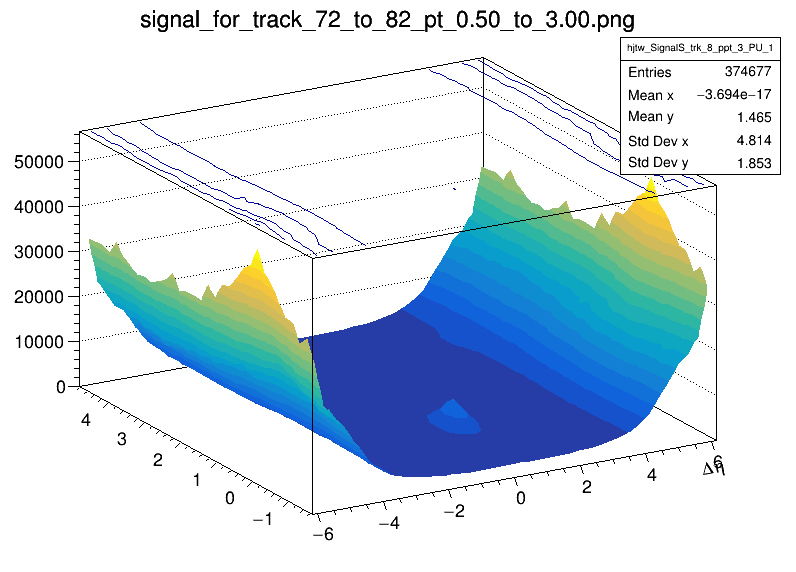 signal_for_track_72_to_82_pt_0.50_to_3.00.png
hjtw_SignalS_trk_8_ppt_3_PU_1
Entries 374677
Mean x −3.694e−17
Mean y 1.465
Std Dev x 4.814
Std Dev y 1.853
50000
40000
30000
20000
10000
0
4
3
2
1
0
−1
−6
−4
−2
0
2
4
6
Δη